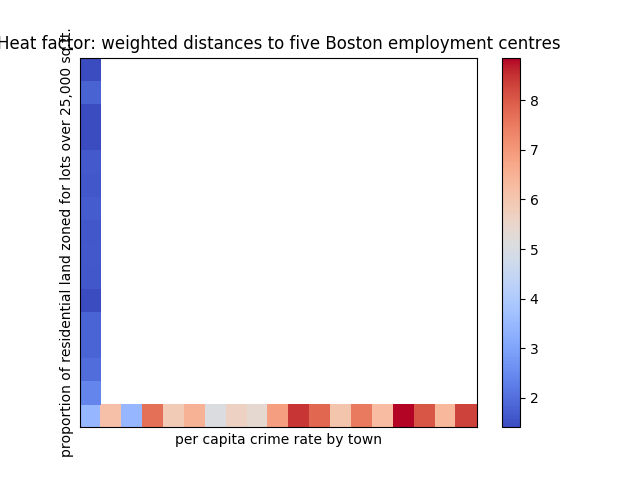 Heat factor: weighted distances to five Boston employment centres
proportion of residential land zoned for lots over 25,000 sq.ft.
per capita crime rate by town
8
7
6
5
4
3
2